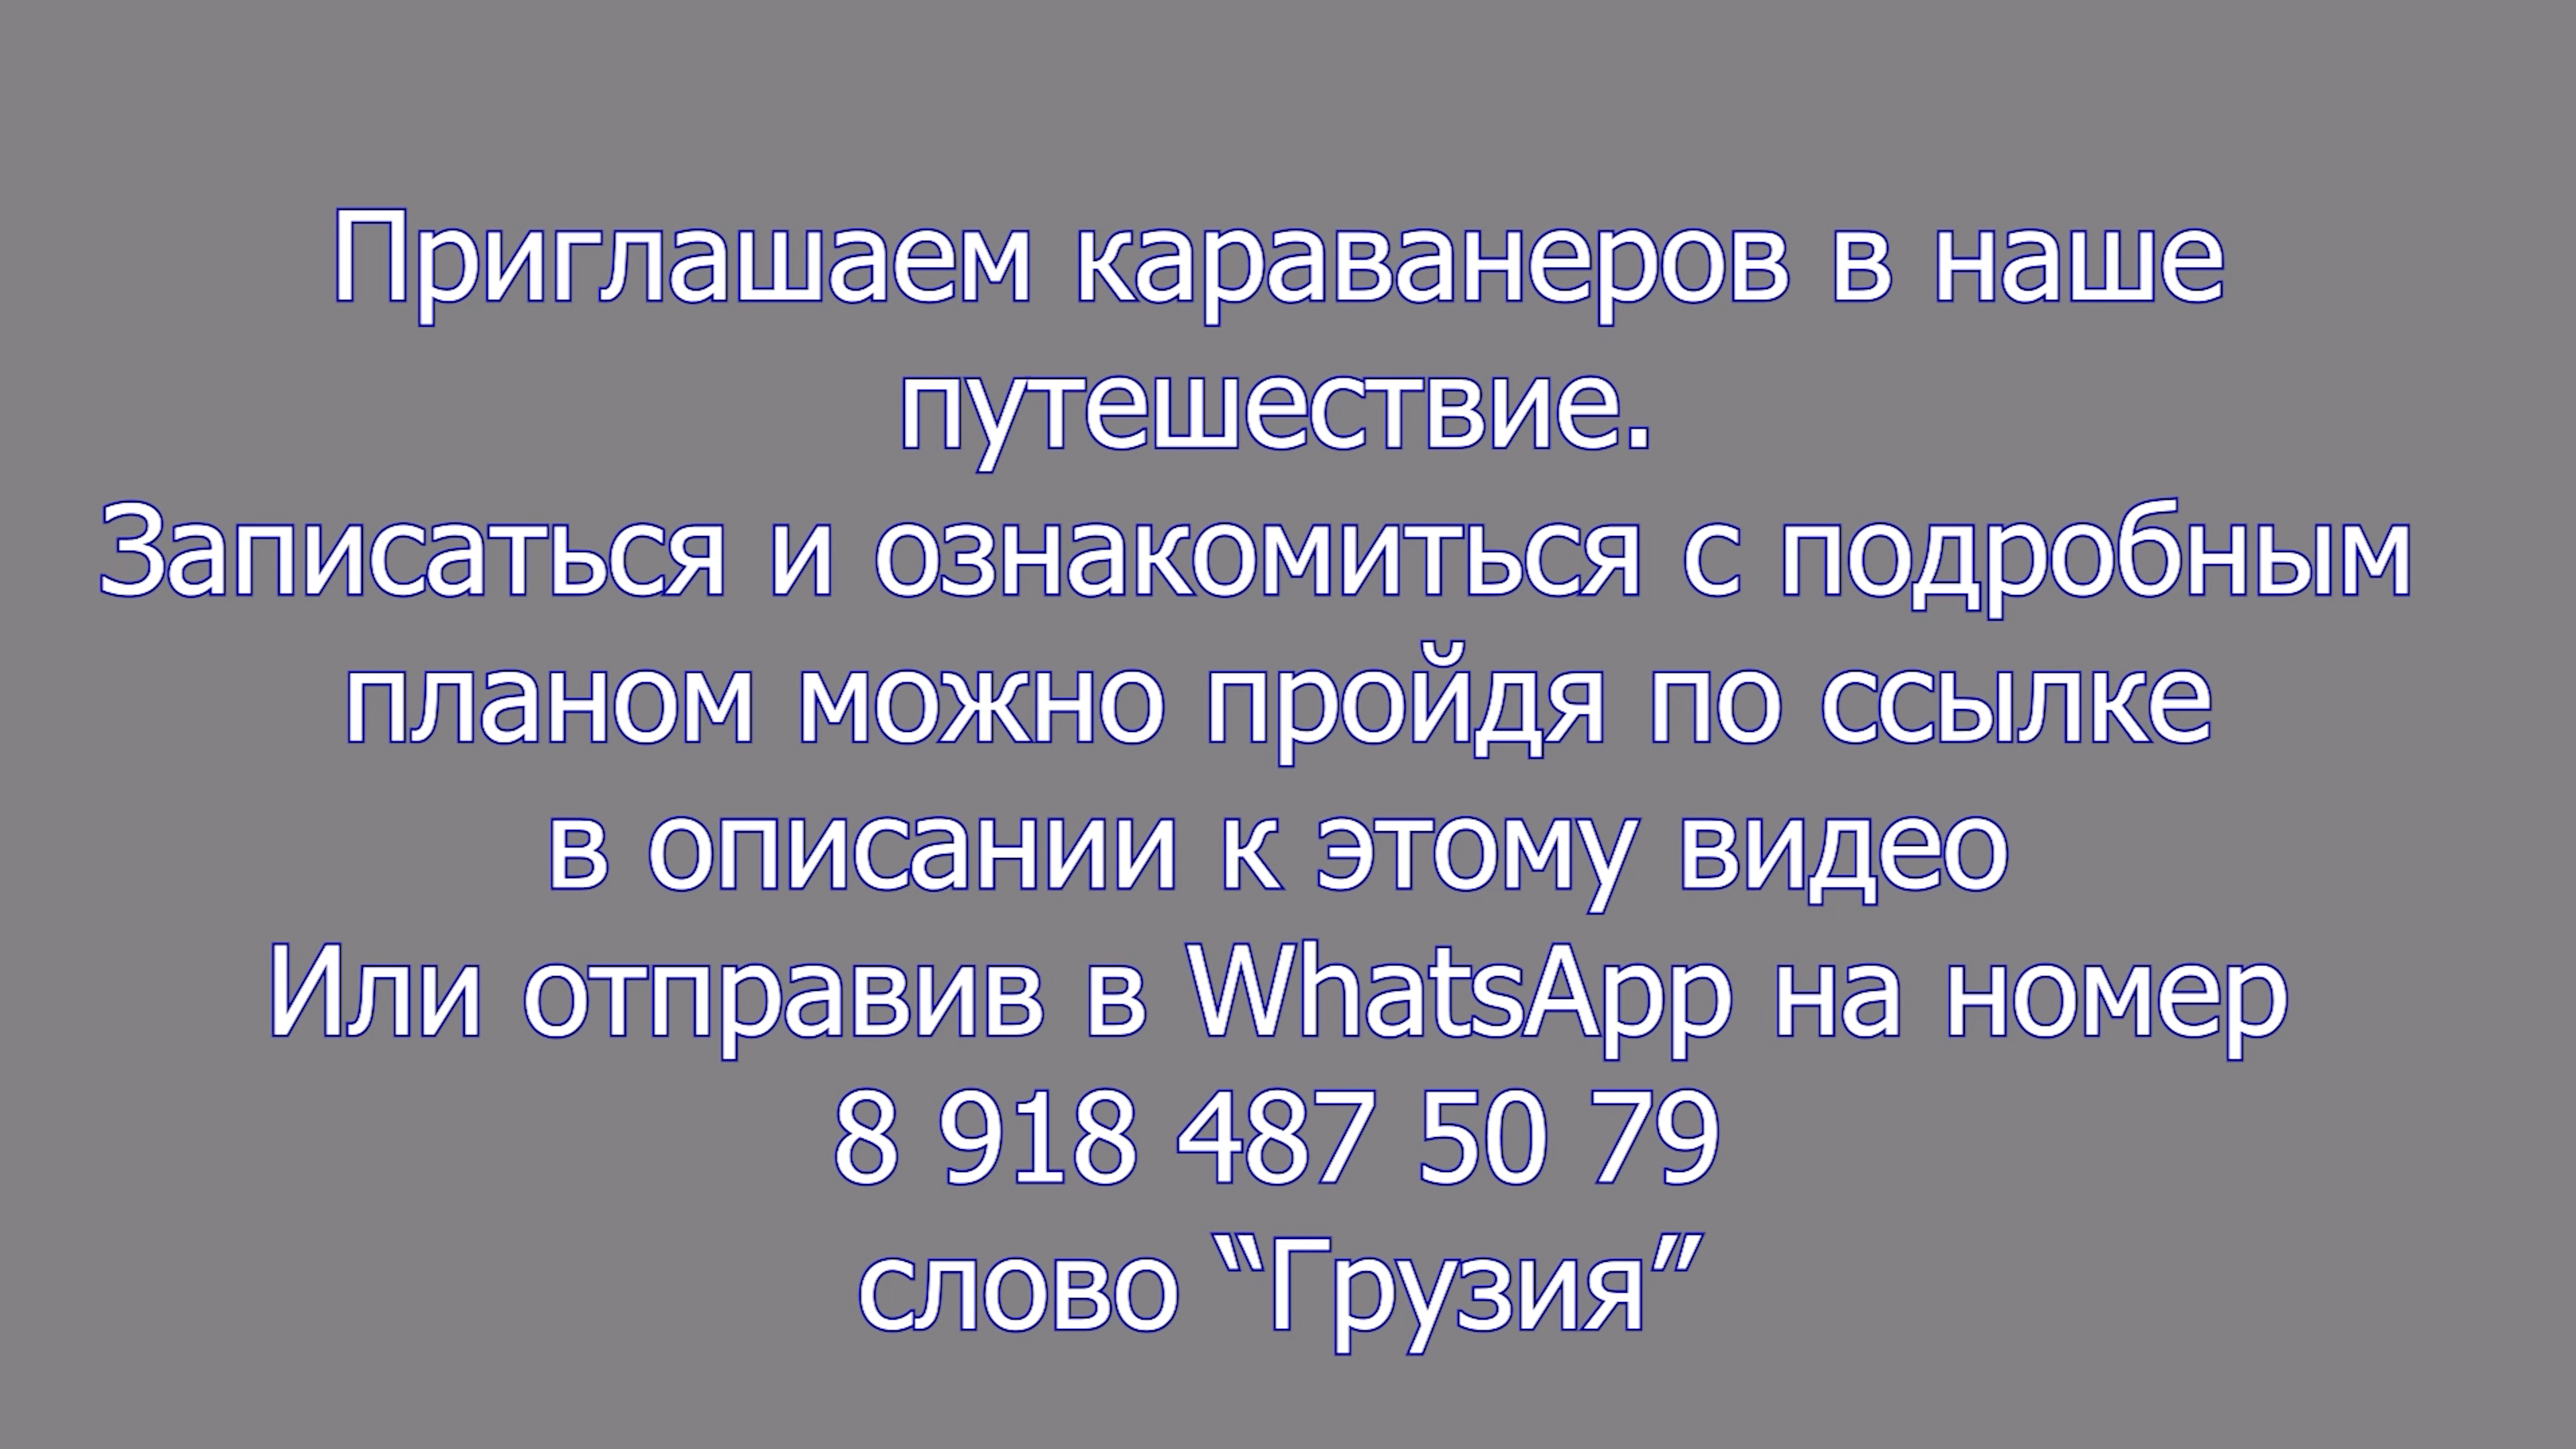 Приглашаем караванеров в наше
путешествие.
Записаться и ознакомиться с подробным
планом можно пройдя по ссылке
в описании к этому видео
Или отправив в WhatsApp на номер
8 918 487 50 79
слово “Грузия”